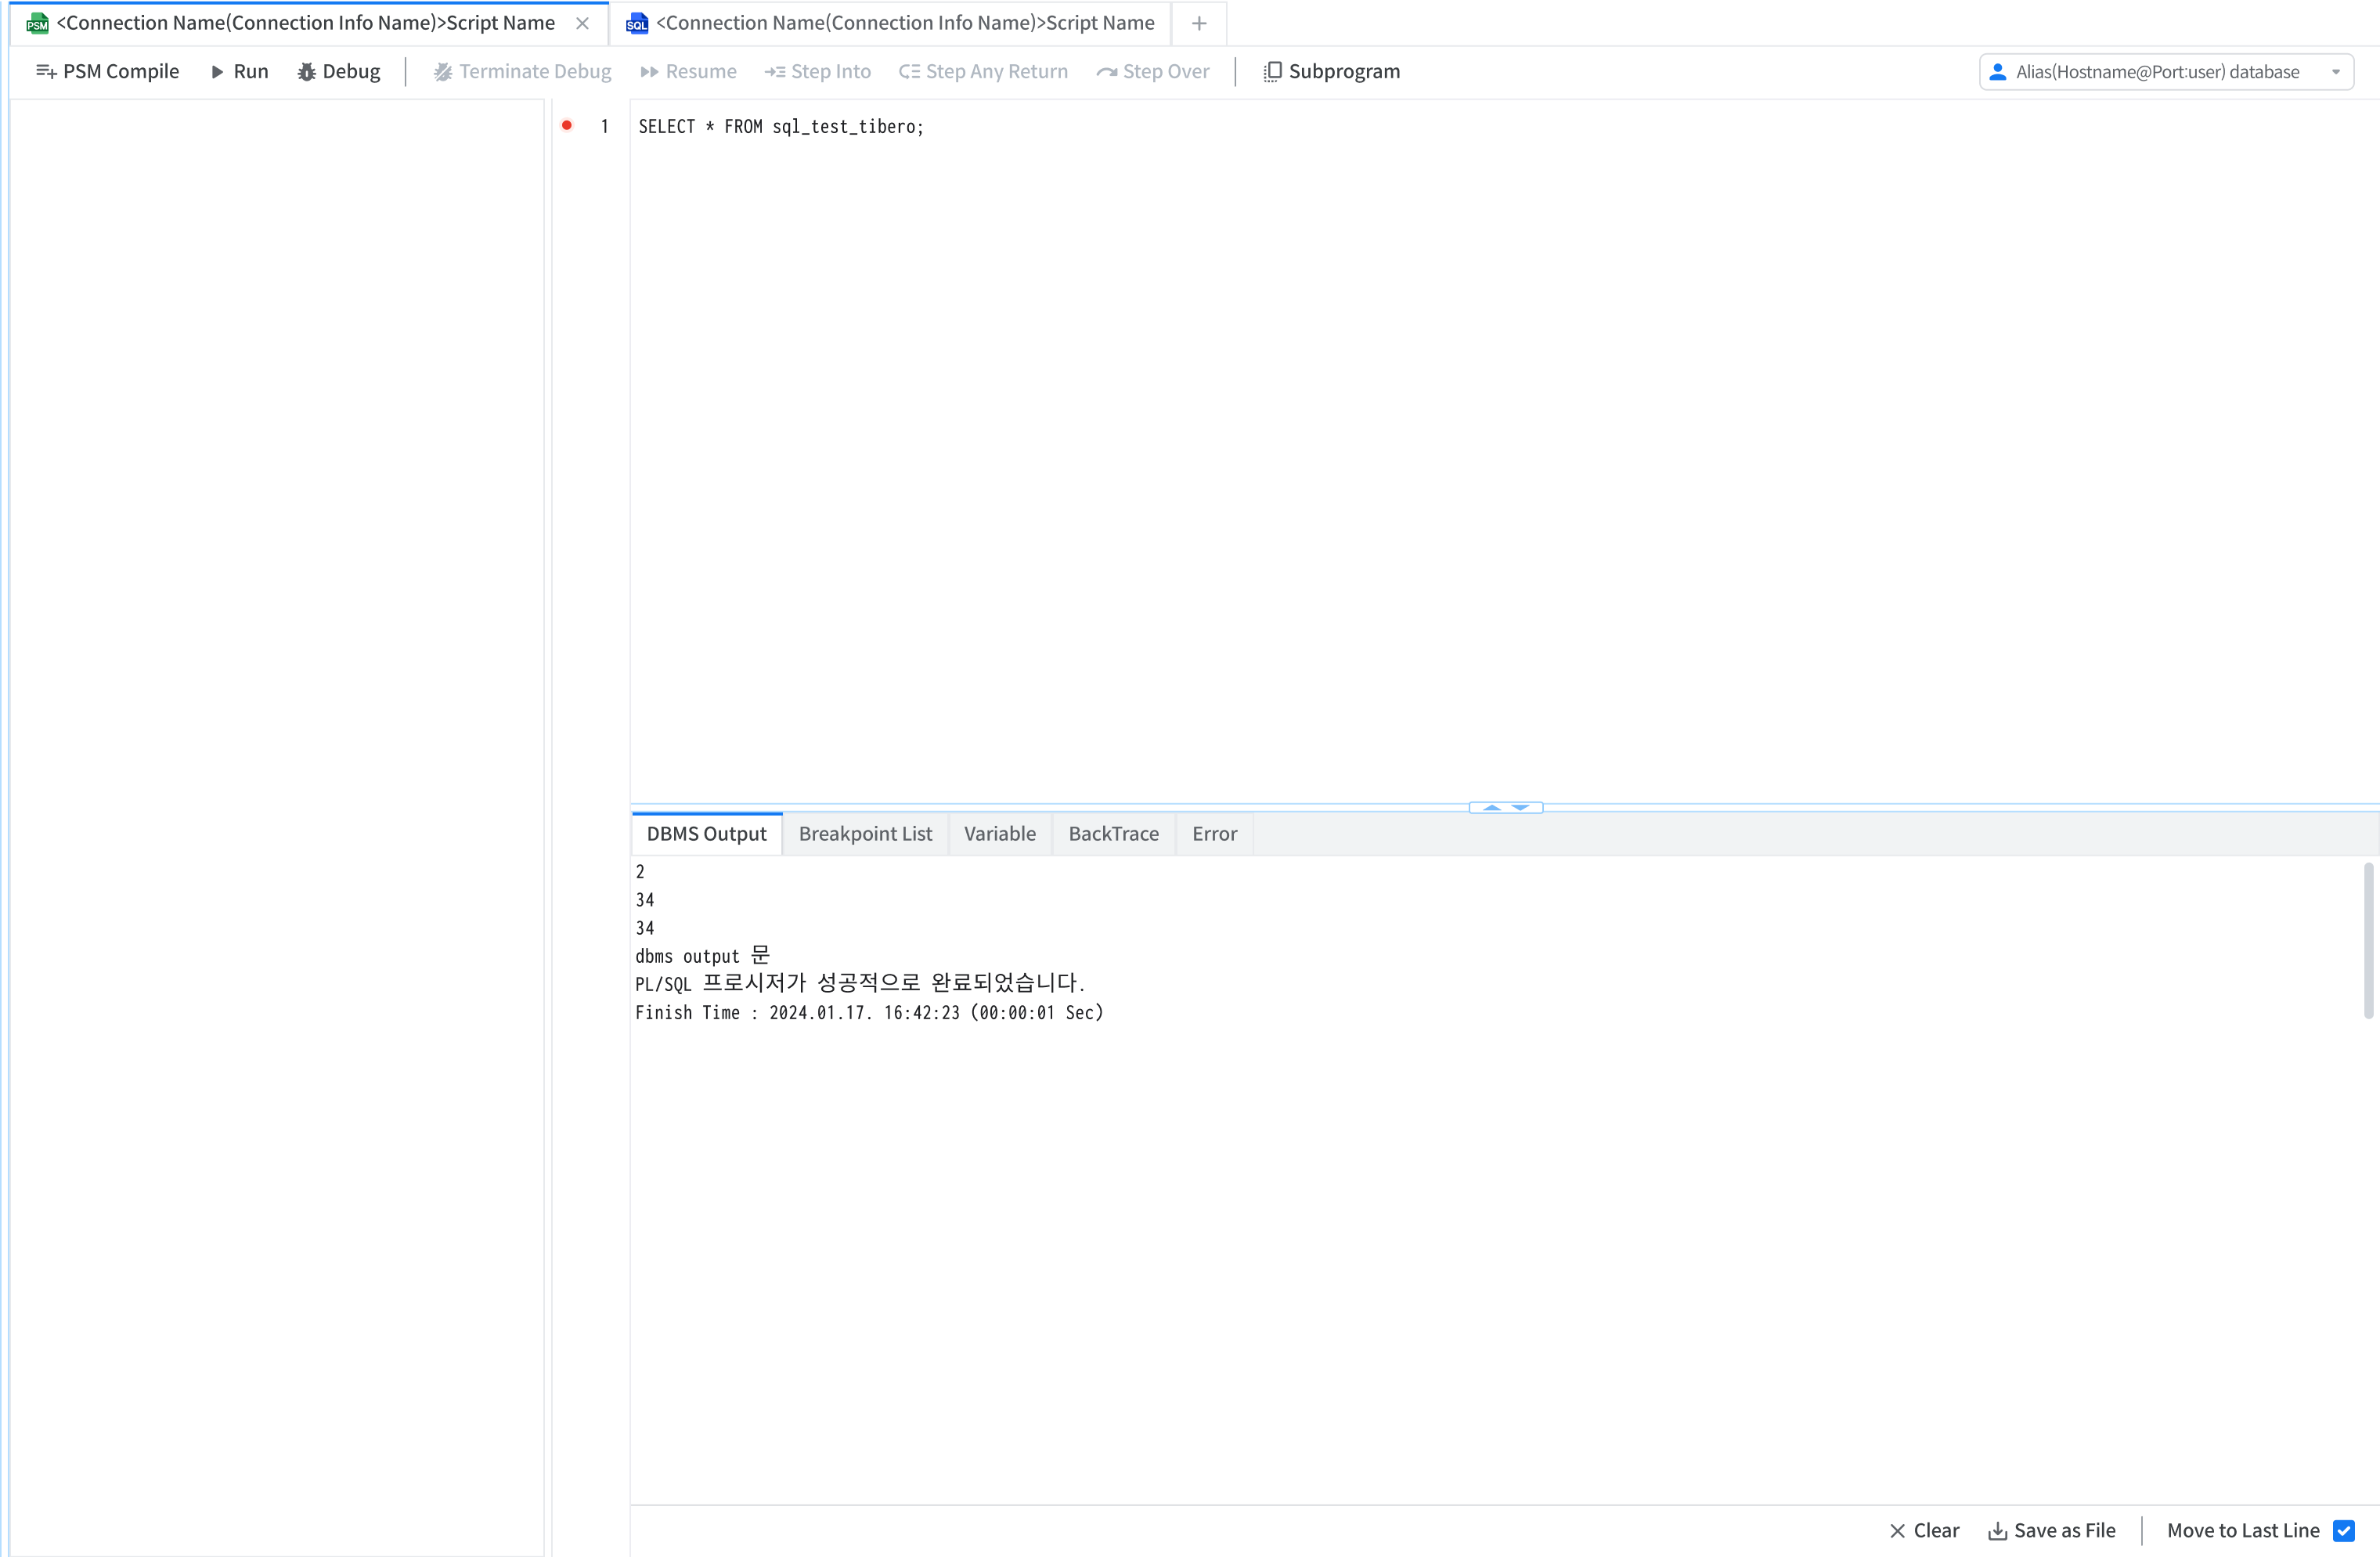 PSM <Connection Name(Connection Info Name)>Script Name
SQL <Connection Name(Connection Info Name)>Script Name
PSM Compile Run Debug Terminate Debug Resume Step Into Step Any Return Step Over Subprogram Alias(Hostname@Port:user) database
1 SELECT * FROM sql_test_tibero;
DBMS Output Breakpoint List Variable BackTrace Error
2
34
34
dbms output 문
PL/SQL 프로시저가 성공적으로 완료되었습니다.
Finish Time : 2024.01.17. 16:42:23 (00:00:01 Sec)
Clear Save as File Move to Last Line